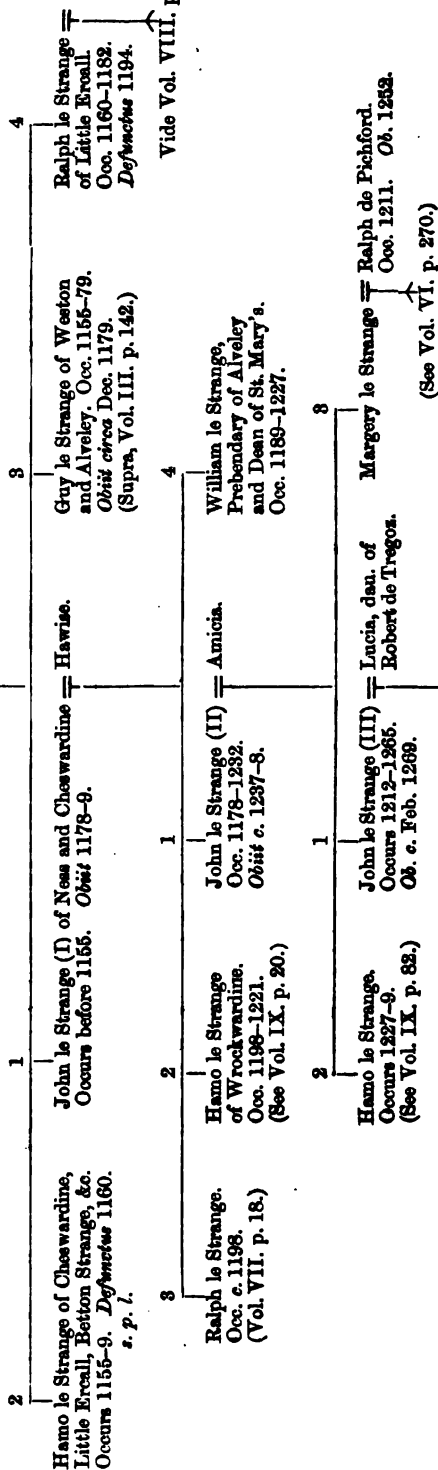 2
Hamo le Strange of Cheswardine,
Little Ercall, Betton Strange, &c.
Occurs 1155-9. Defunctus 1160.
s. p. l.
1
John le Strange (I) of Ness and Cheswardine = Hawise.
Occurs before 1155. Obiit 1178-9.
3
Guy le Strange of Weston
and Alveley. Occ. 1155-79.
Obiit circa Dec. 1179.
(Supra, Vol. III. p. 142.)
4
Ralph le Strange =
of Little Ercall.
Occ. 1160-1182.
Defunctus 1194.
Vide Vol. VIII. p
3
Ralph le Strange.
Occ. c. 1198.
(Vol. VII. p. 18.)
2
Hamo le Strange
of Wrockwardine.
Occ. 1198-1221.
(See Vol. IX. p. 20.)
1
John le Strange (II) = Amicia.
Occ. 1178-1232.
Obiit c. 1237-8.
4
William le Strange,
Prebendary of Alveley
and Dean of St. Mary's.
Occ. 1189-1227.
2
Hamo le Strange.
Occurs 1227-9.
(See Vol. IX. p. 82.)
1
John le Strange (III) = Lucia, dau. of
Occurs 1212-1265. Robert de Tregoz.
Ob. c. Feb. 1269.
3
Margery le Strange = Ralph de Pichford.
Occ. 1211. Ob. 1252.
(See Vol. VI. p. 270.)